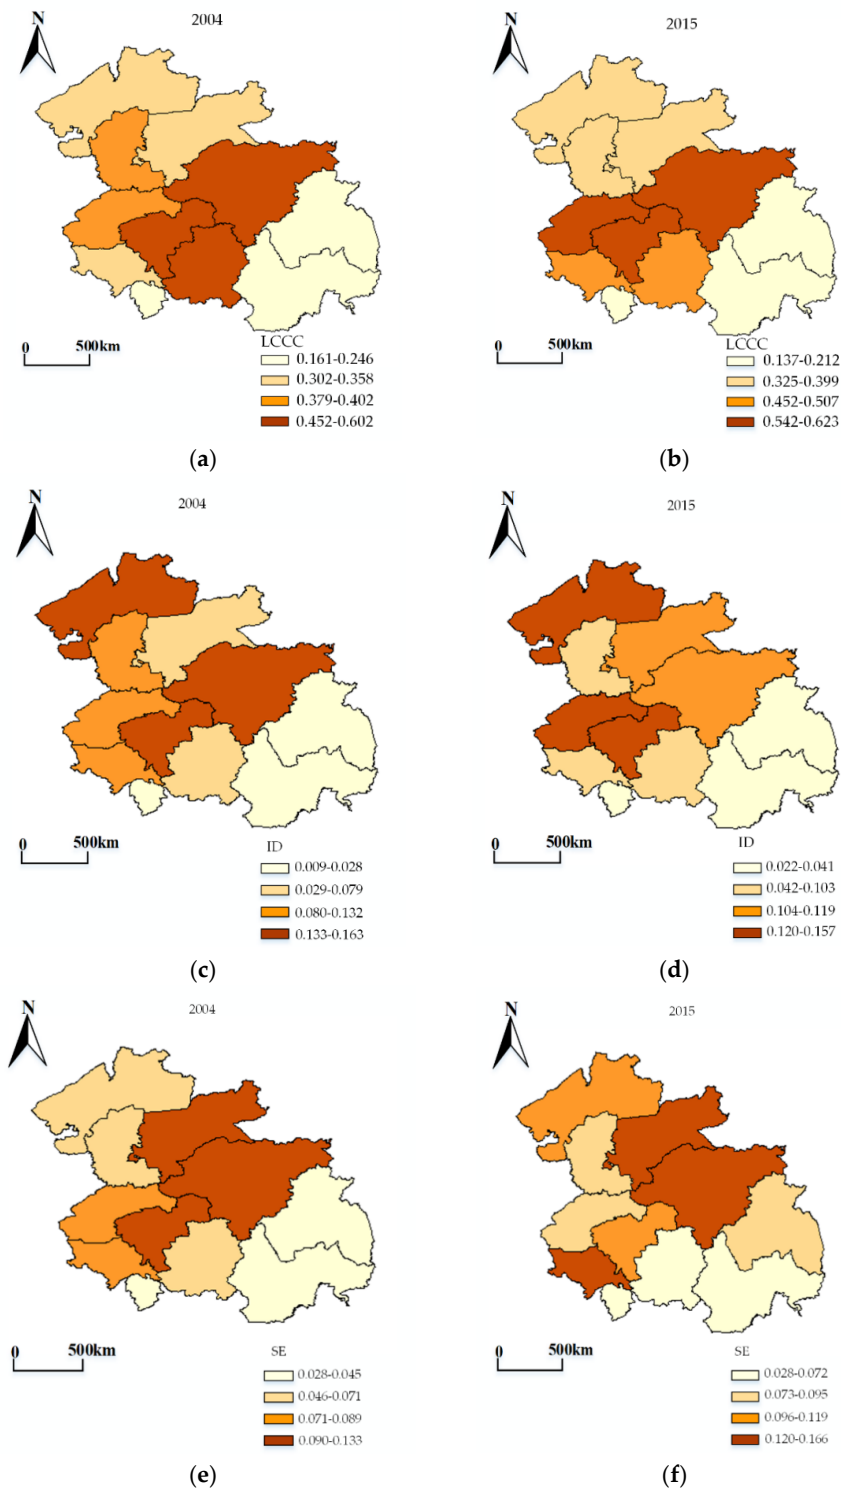 N
2004
0
500km
LCCC
0.161-0.246
0.302-0.358
0.379-0.402
0.452-0.602
(a)
N
2015
0
500km
LCCC
0.137-0.212
0.325-0.399
0.452-0.507
0.542-0.623
(b)
N
2004
0
500km
ID
0.009-0.028
0.029-0.079
0.080-0.132
0.133-0.163
(c)
N
2015
0
500km
ID
0.022-0.041
0.042-0.103
0.104-0.119
0.120-0.157
(d)
N
2004
0
500km
SE
0.028-0.045
0.046-0.071
0.071-0.089
0.090-0.133
(e)
N
2015
0
500km
SE
0.028-0.072
0.073-0.095
0.096-0.119
0.120-0.166
(f)